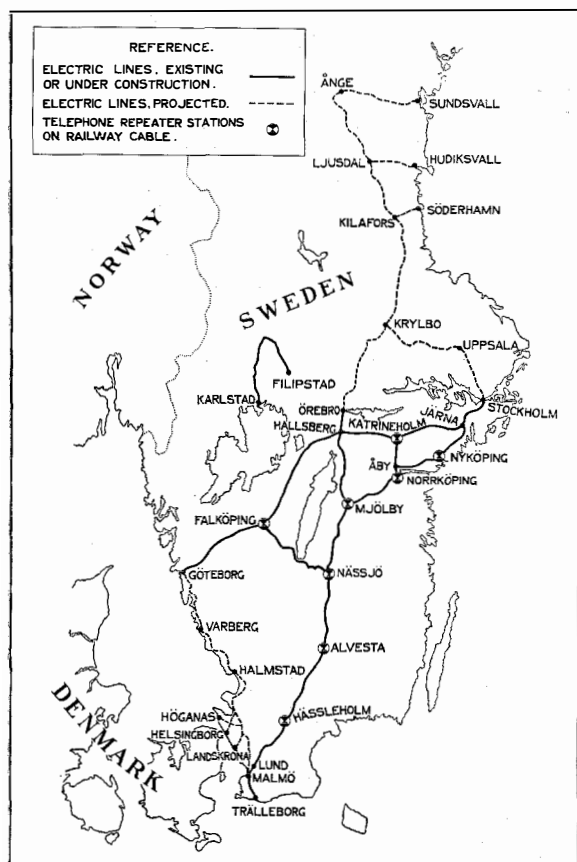 REFERENCE.
ELECTRIC LINES, EXISTING
OR UNDER CONSTRUCTION.
ELECTRIC LINES, PROJECTED.
TELEPHONE REPEATER STATIONS
ON RAILWAY CABLE.
ÅNGE
SUNDSVALL
LJUSDAL
HUDIKSVALL
SÖDERHAMN
KILAFORS
NORWAY
SWEDEN
KRYLBO
UPPSALA
FILIPSTAD
KARLSTAD
ÖREBRO
STOCKHOLM
JÄRNA
KATRINEHOLM
HALLSBERG
NYKÖPING
ÅBY
NORRKÖPING
MJÖLBY
FALKÖPING
GÖTEBORG
NÄSSJÖ
VARBERG
ALVESTA
HALMSTAD
DENMARK
HÖGANAS
HÄSSLEHOLM
HELSINGBORG
LANDSKRONA
LUND
MALMÖ
TRÄLLEBORG